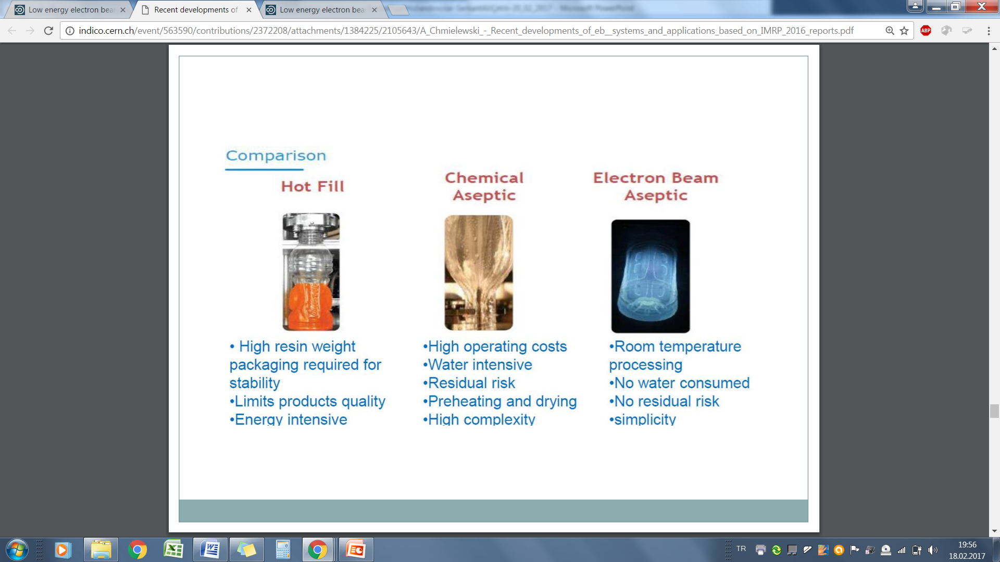 Low energy electron bea
Recent developments of
Low energy electron bea
indico.cern.ch/event/563590/contributions/2372208/attachments/1384225/2105643/A_Chmielewski_-_Recent_developments_of_eb__systems_and_applications_based_on_IMRP_2016_reports.pdf
ABP
Comparison
Hot Fill
• High resin weight
packaging required for
stability
•Limits products quality
•Energy intensive
Chemical
Aseptic
•High operating costs
•Water intensive
•Residual risk
•Preheating and drying
•High complexity
Electron Beam
Aseptic
•Room temperature
processing
•No water consumed
•No residual risk
•simplicity
TR
19:56
18.02.2017